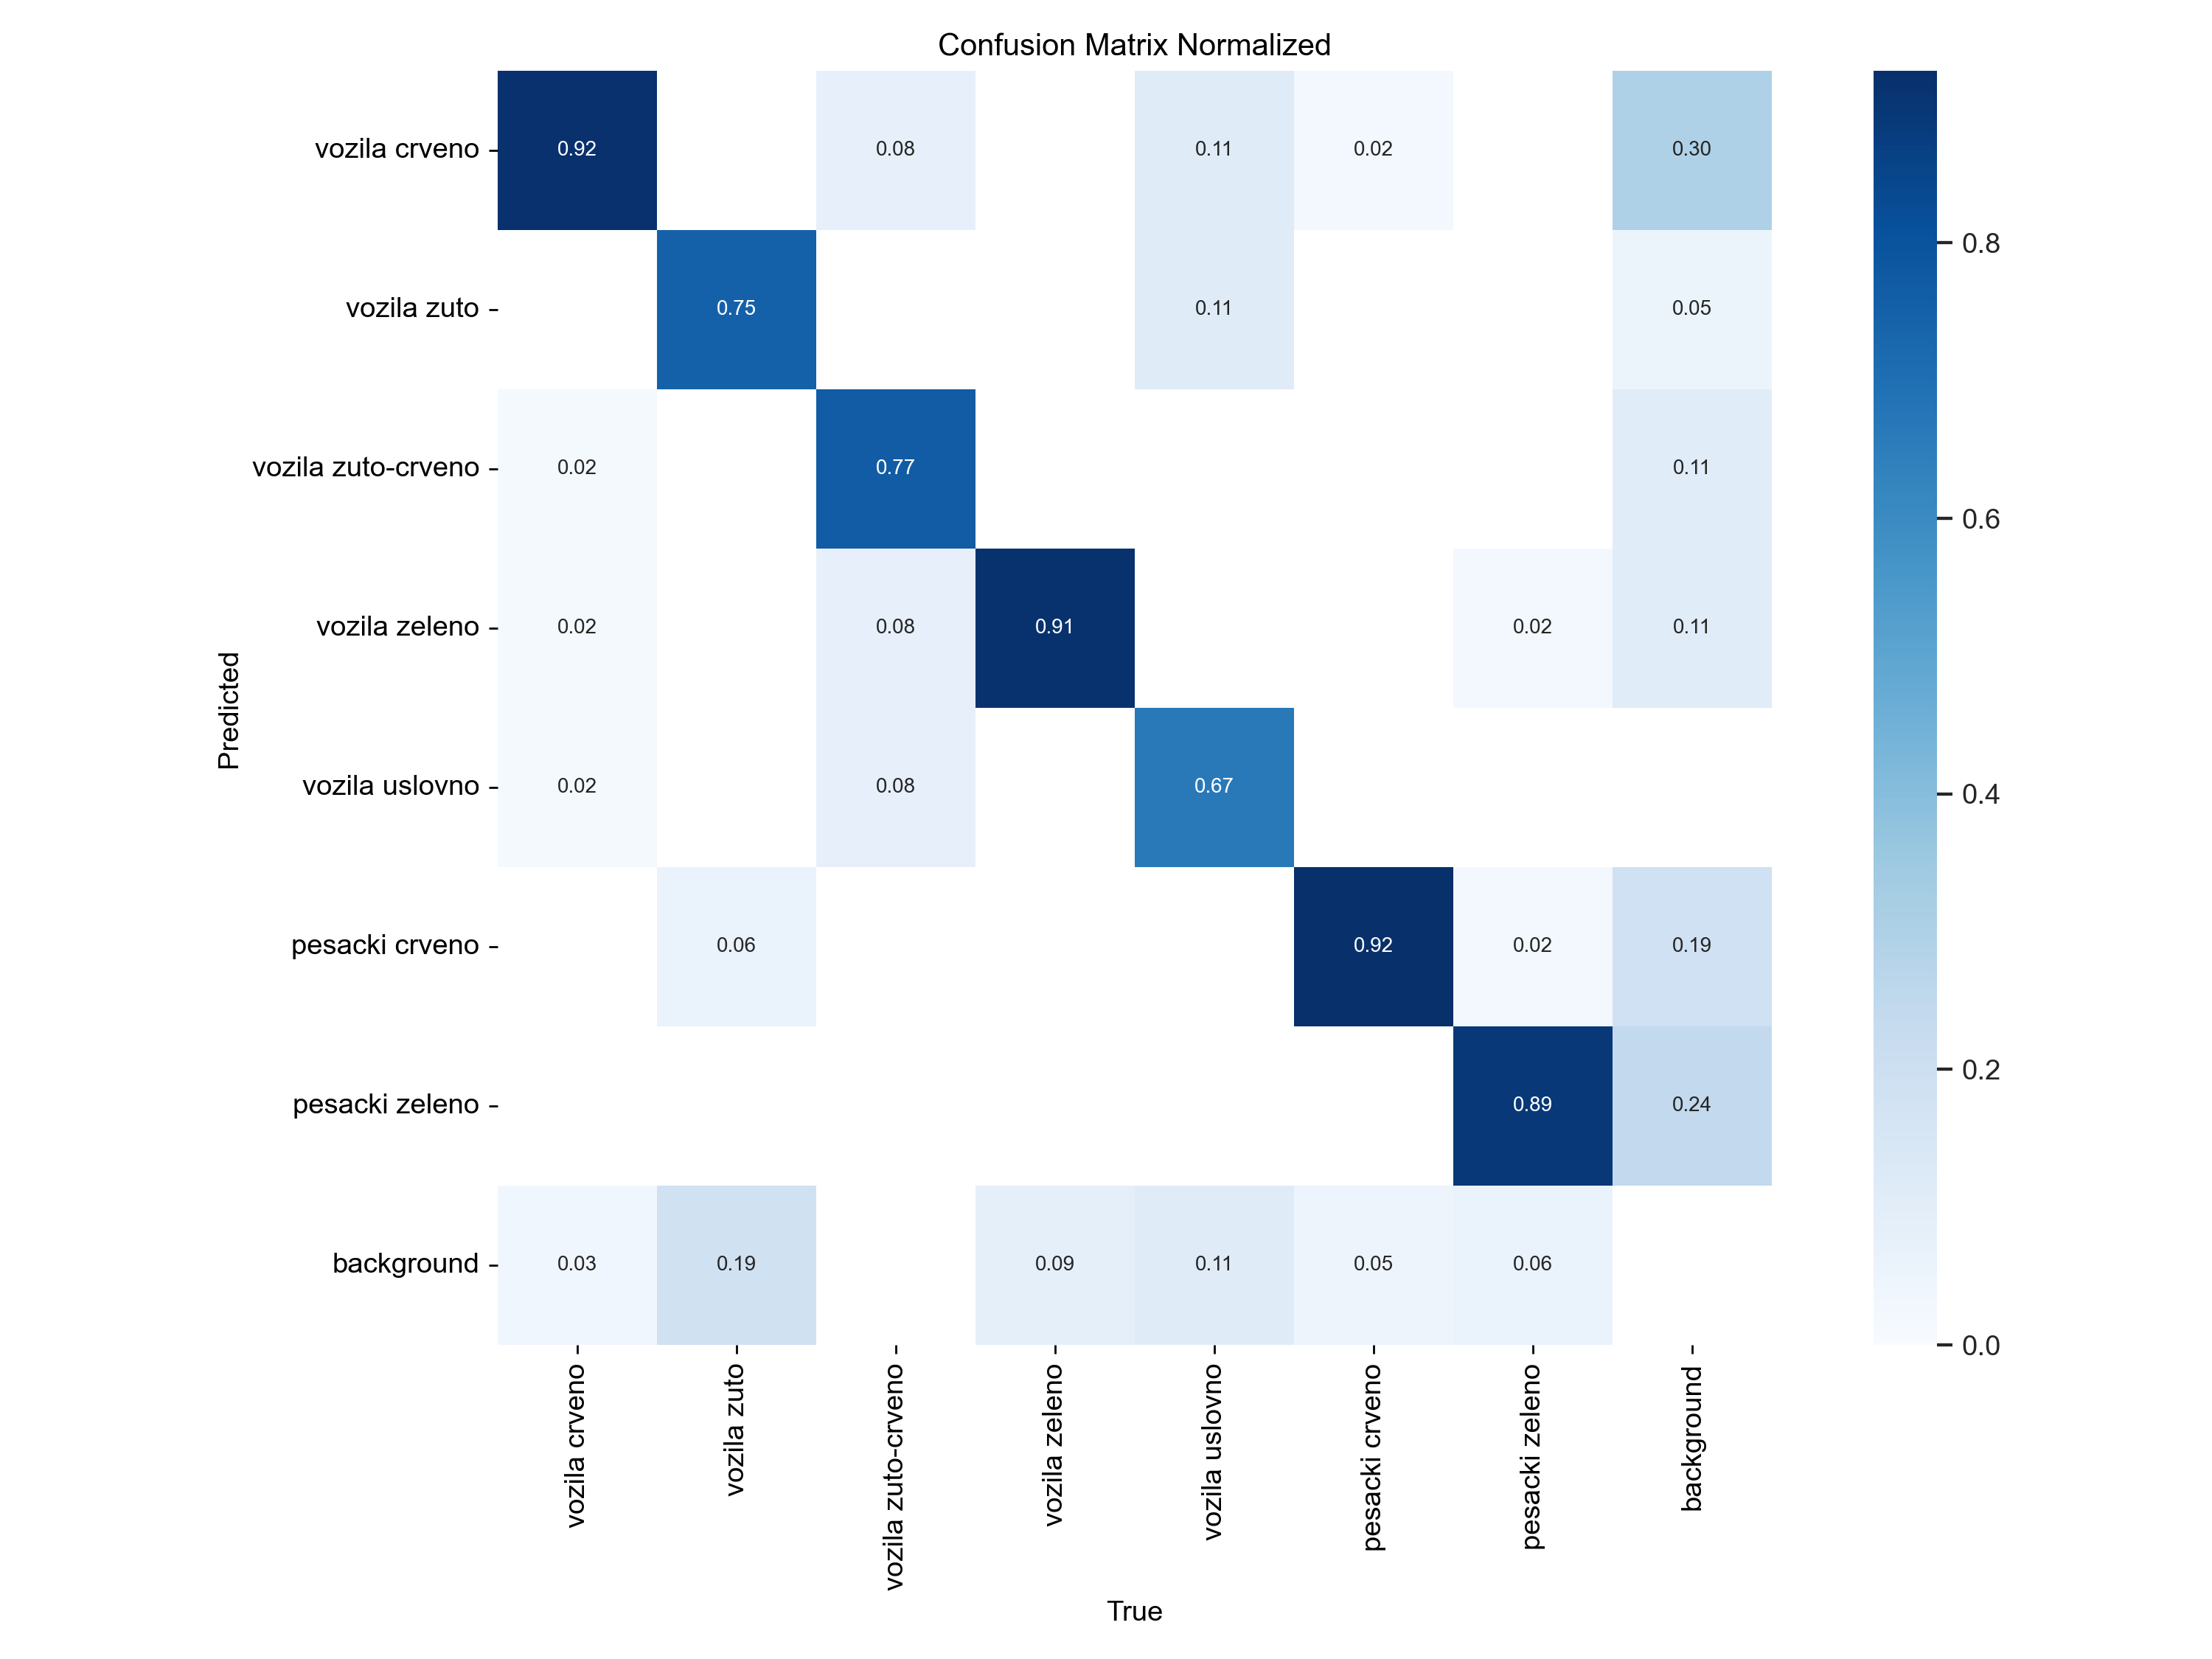 Confusion Matrix Normalized
vozila crveno
0.92
0.08
0.11
0.02
0.30
vozila zuto
0.75
0.11
0.05
vozila zuto-crveno
0.02
0.77
0.11
vozila zeleno
0.02
0.08
0.91
0.02
0.11
vozila uslovno
0.02
0.08
0.67
pesacki crveno
0.06
0.92
0.02
0.19
pesacki zeleno
0.89
0.24
background
0.03
0.19
0.09
0.11
0.05
0.06
Predicted
vozila crveno
vozila zuto
vozila zuto-crveno
vozila zeleno
vozila uslovno
pesacki crveno
pesacki zeleno
background
True
0.8
0.6
0.4
0.2
0.0